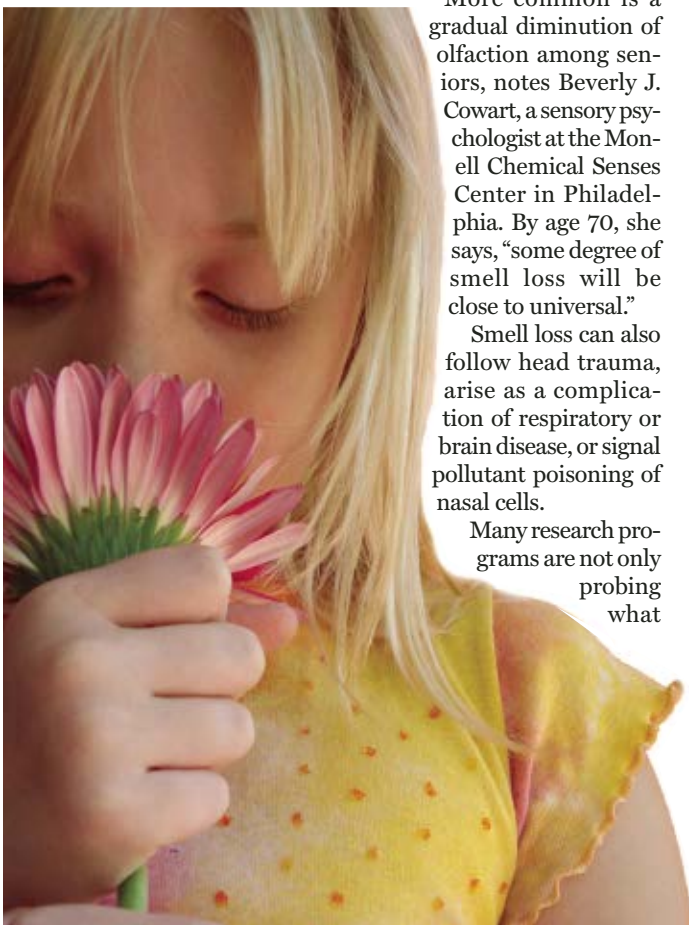 More common is a
gradual diminution of
olfaction among sen-
iors, notes Beverly J.
Cowart, a sensory psy-
chologist at the Mon-
ell Chemical Senses
Center in Philadel-
phia. By age 70, she
says, “some degree of
smell loss will be
close to universal.”
Smell loss can also
follow head trauma,
arise as a complica-
tion of respiratory or
brain disease, or signal
pollutant poisoning of
nasal cells.
Many research pro-
grams are not only
probing
what